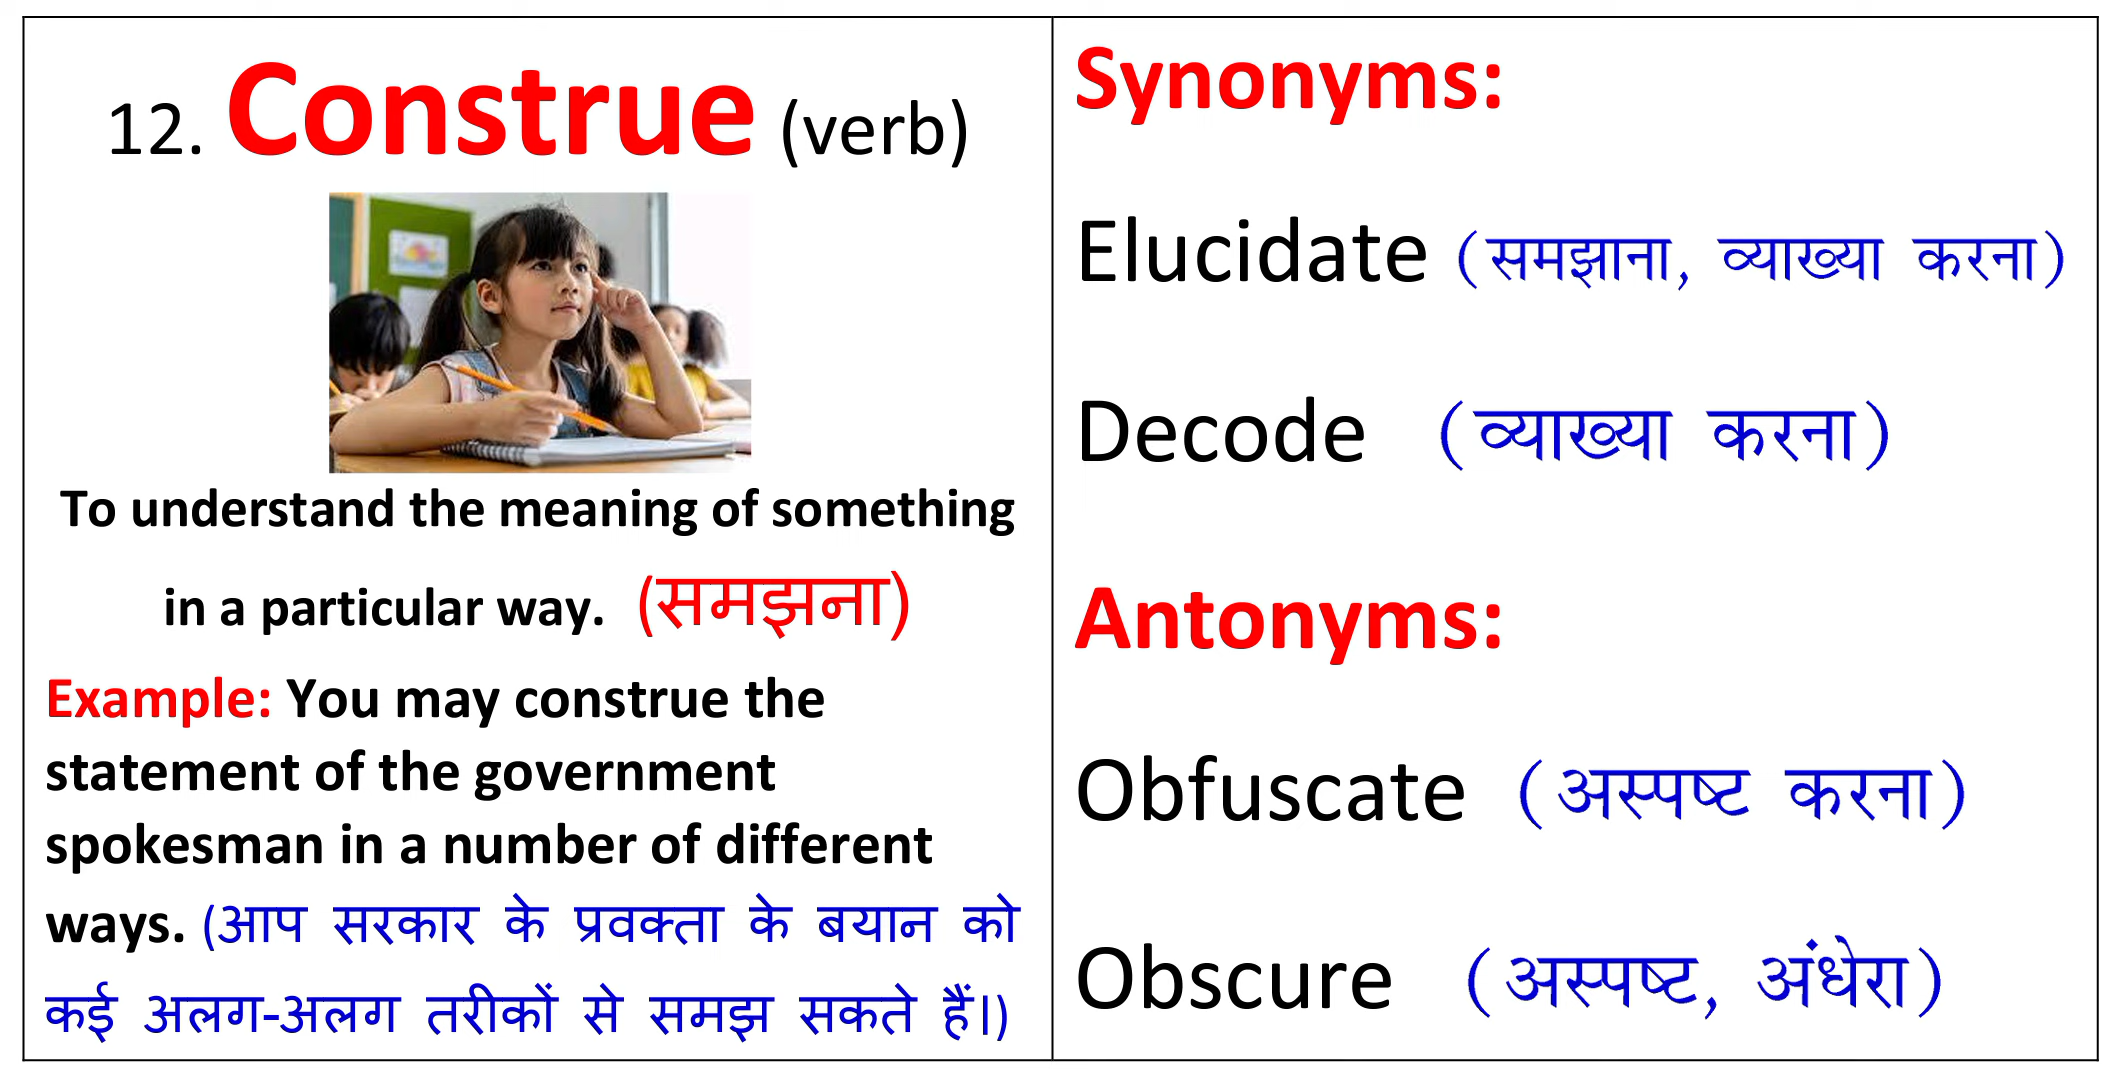 12. Construe (verb)
To understand the meaning of something
in a particular way. (समझना)
Example: You may construe the
statement of the government
spokesman in a number of different
ways. (आप सरकार के प्रवक्ता के बयान को
कई अलग-अलग तरीकों से समझ सकते हैं।)
Synonyms:
Elucidate (समझाना, व्याख्या करना)
Decode (व्याख्या करना)
Antonyms:
Obfuscate (अस्पष्ट करना)
Obscure (अस्पष्ट, अंधेरा)